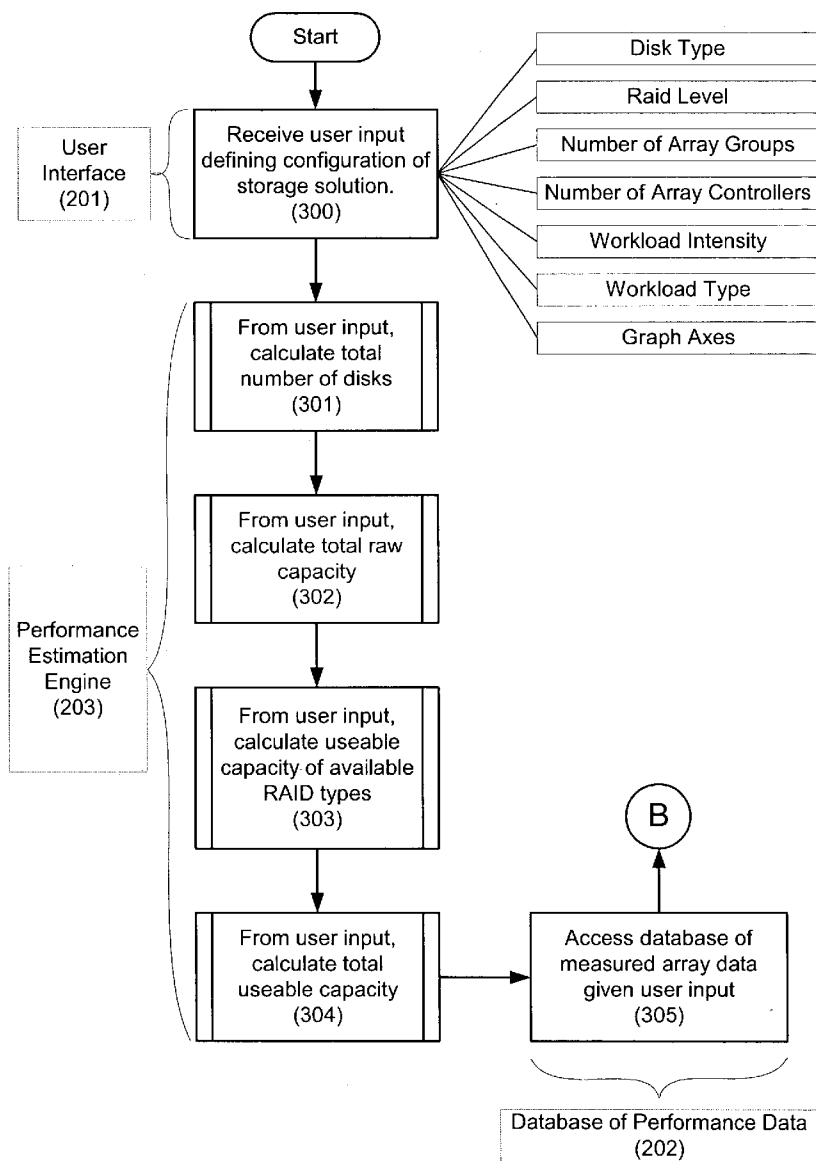 Start
Disk Type
Raid Level
Number of Array Groups
Number of Array Controllers
Workload Intensity
Workload Type
Graph Axes
User
Interface
(201)
Receive user input
defining configuration of
storage solution.
(300)
From user input,
calculate total
number of disks
(301)
From user input,
calculate total raw
capacity
(302)
Performance
Estimation
Engine
(203)
From user input,
calculate useable
capacity of available
RAID types
(303)
From user input,
calculate total
useable capacity
(304)
B
Access database of
measured array data
given user input
(305)
Database of Performance Data
(202)